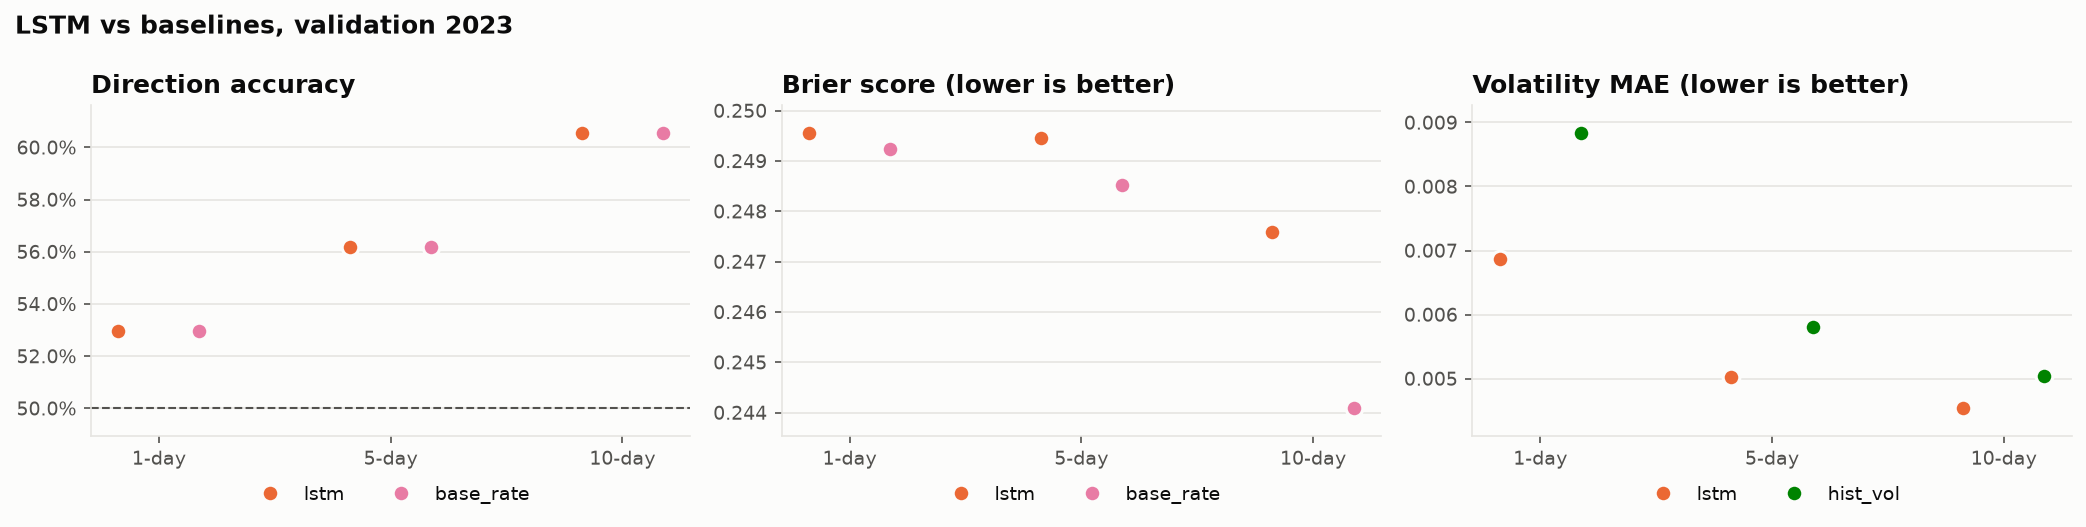 LSTM vs baselines, validation 2023
Direction accuracy
60.0%
58.0%
56.0%
54.0%
52.0%
50.0%
1-day 5-day 10-day
lstm base_rate
Brier score (lower is better)
0.250
0.249
0.248
0.247
0.246
0.245
0.244
1-day 5-day 10-day
lstm base_rate
Volatility MAE (lower is better)
0.009
0.008
0.007
0.006
0.005
1-day 5-day 10-day
lstm hist_vol